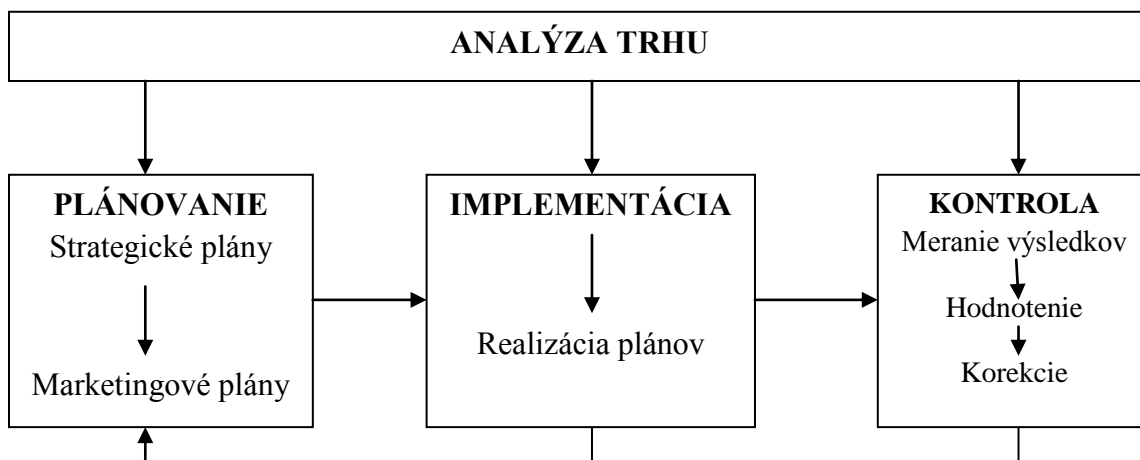 ANALÝZA TRHU
PLÁNOVANIE
Strategické plány
Marketingové plány
IMPLEMENTÁCIA
Realizácia plánov
KONTROLA
Meranie výsledkov
Hodnotenie
Korekcie